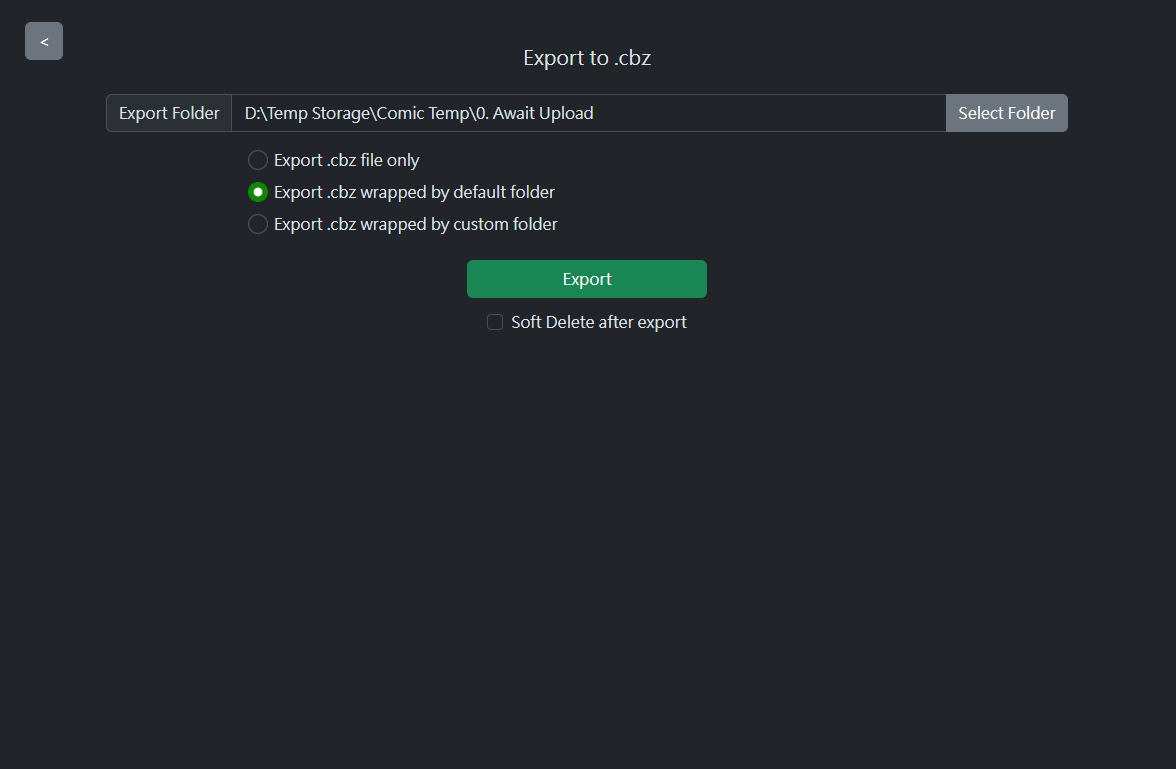 <
Export to .cbz
Export Folder D:\Temp Storage\Comic Temp\0. Await Upload Select Folder
Export .cbz file only
Export .cbz wrapped by default folder
Export .cbz wrapped by custom folder
Export
Soft Delete after export